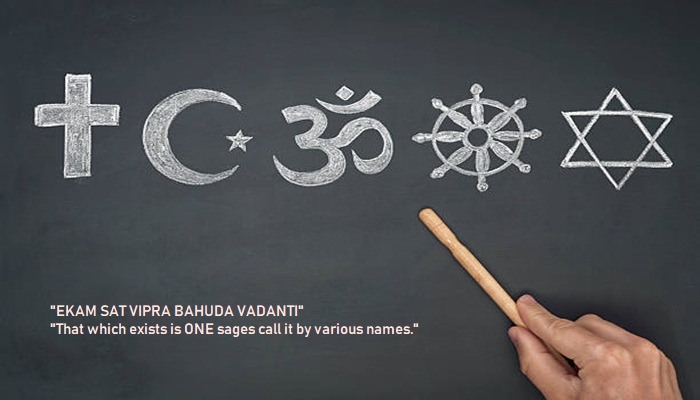 "EKAM SAT VIPRA BAHUDA VADANTI"
"That which exists is ONE sages call it by various names."